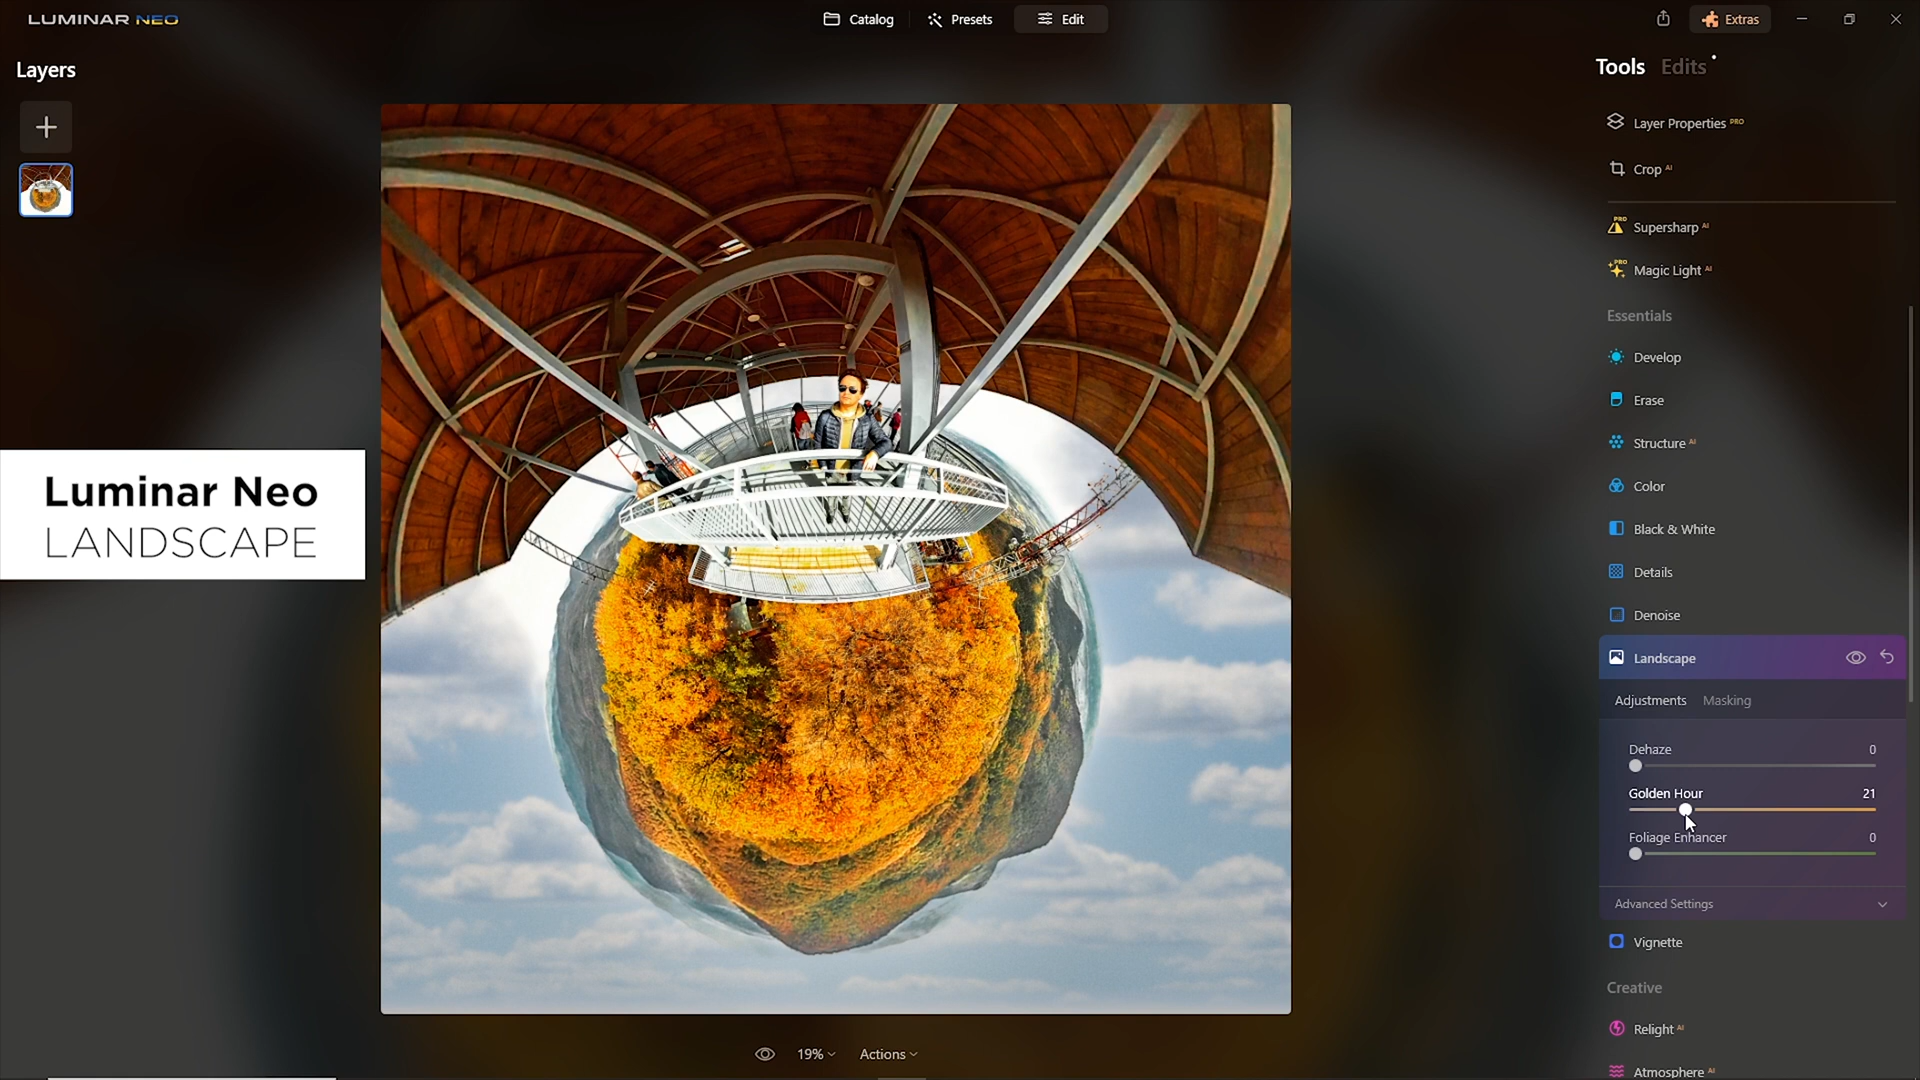 LUMINAR NEO
Catalog
Presets
Edit
Extras
Layers
Tools
Edits
Layer Properties PRO
Crop AI
PRO
Supersharp AI
PRO
Magic Light AI
Essentials
Develop
Erase
Structure AI
Color
Black & White
Details
Denoise
Landscape
Adjustments
Masking
Dehaze 0
Golden Hour 21
Foliage Enhancer 0
Advanced Settings
Vignette
Creative
Relight AI
Atmosphere AI
Luminar Neo
LANDSCAPE
19%
Actions